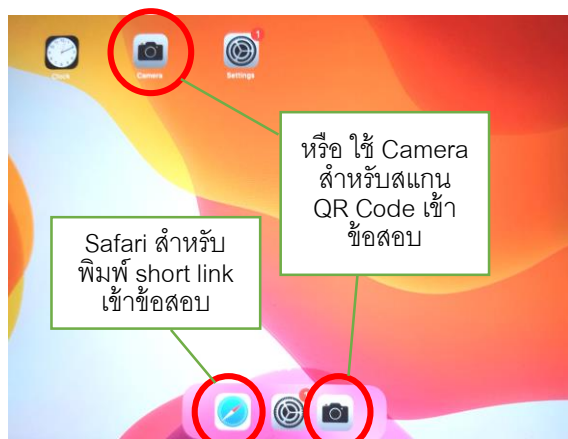 1
Clock
Camera
Settings
หรือ ใช้ Camera
สำหรับสแกน
QR Code เข้า
ข้อสอบ
Safari สำหรับ
พิมพ์ short link
เข้าข้อสอบ